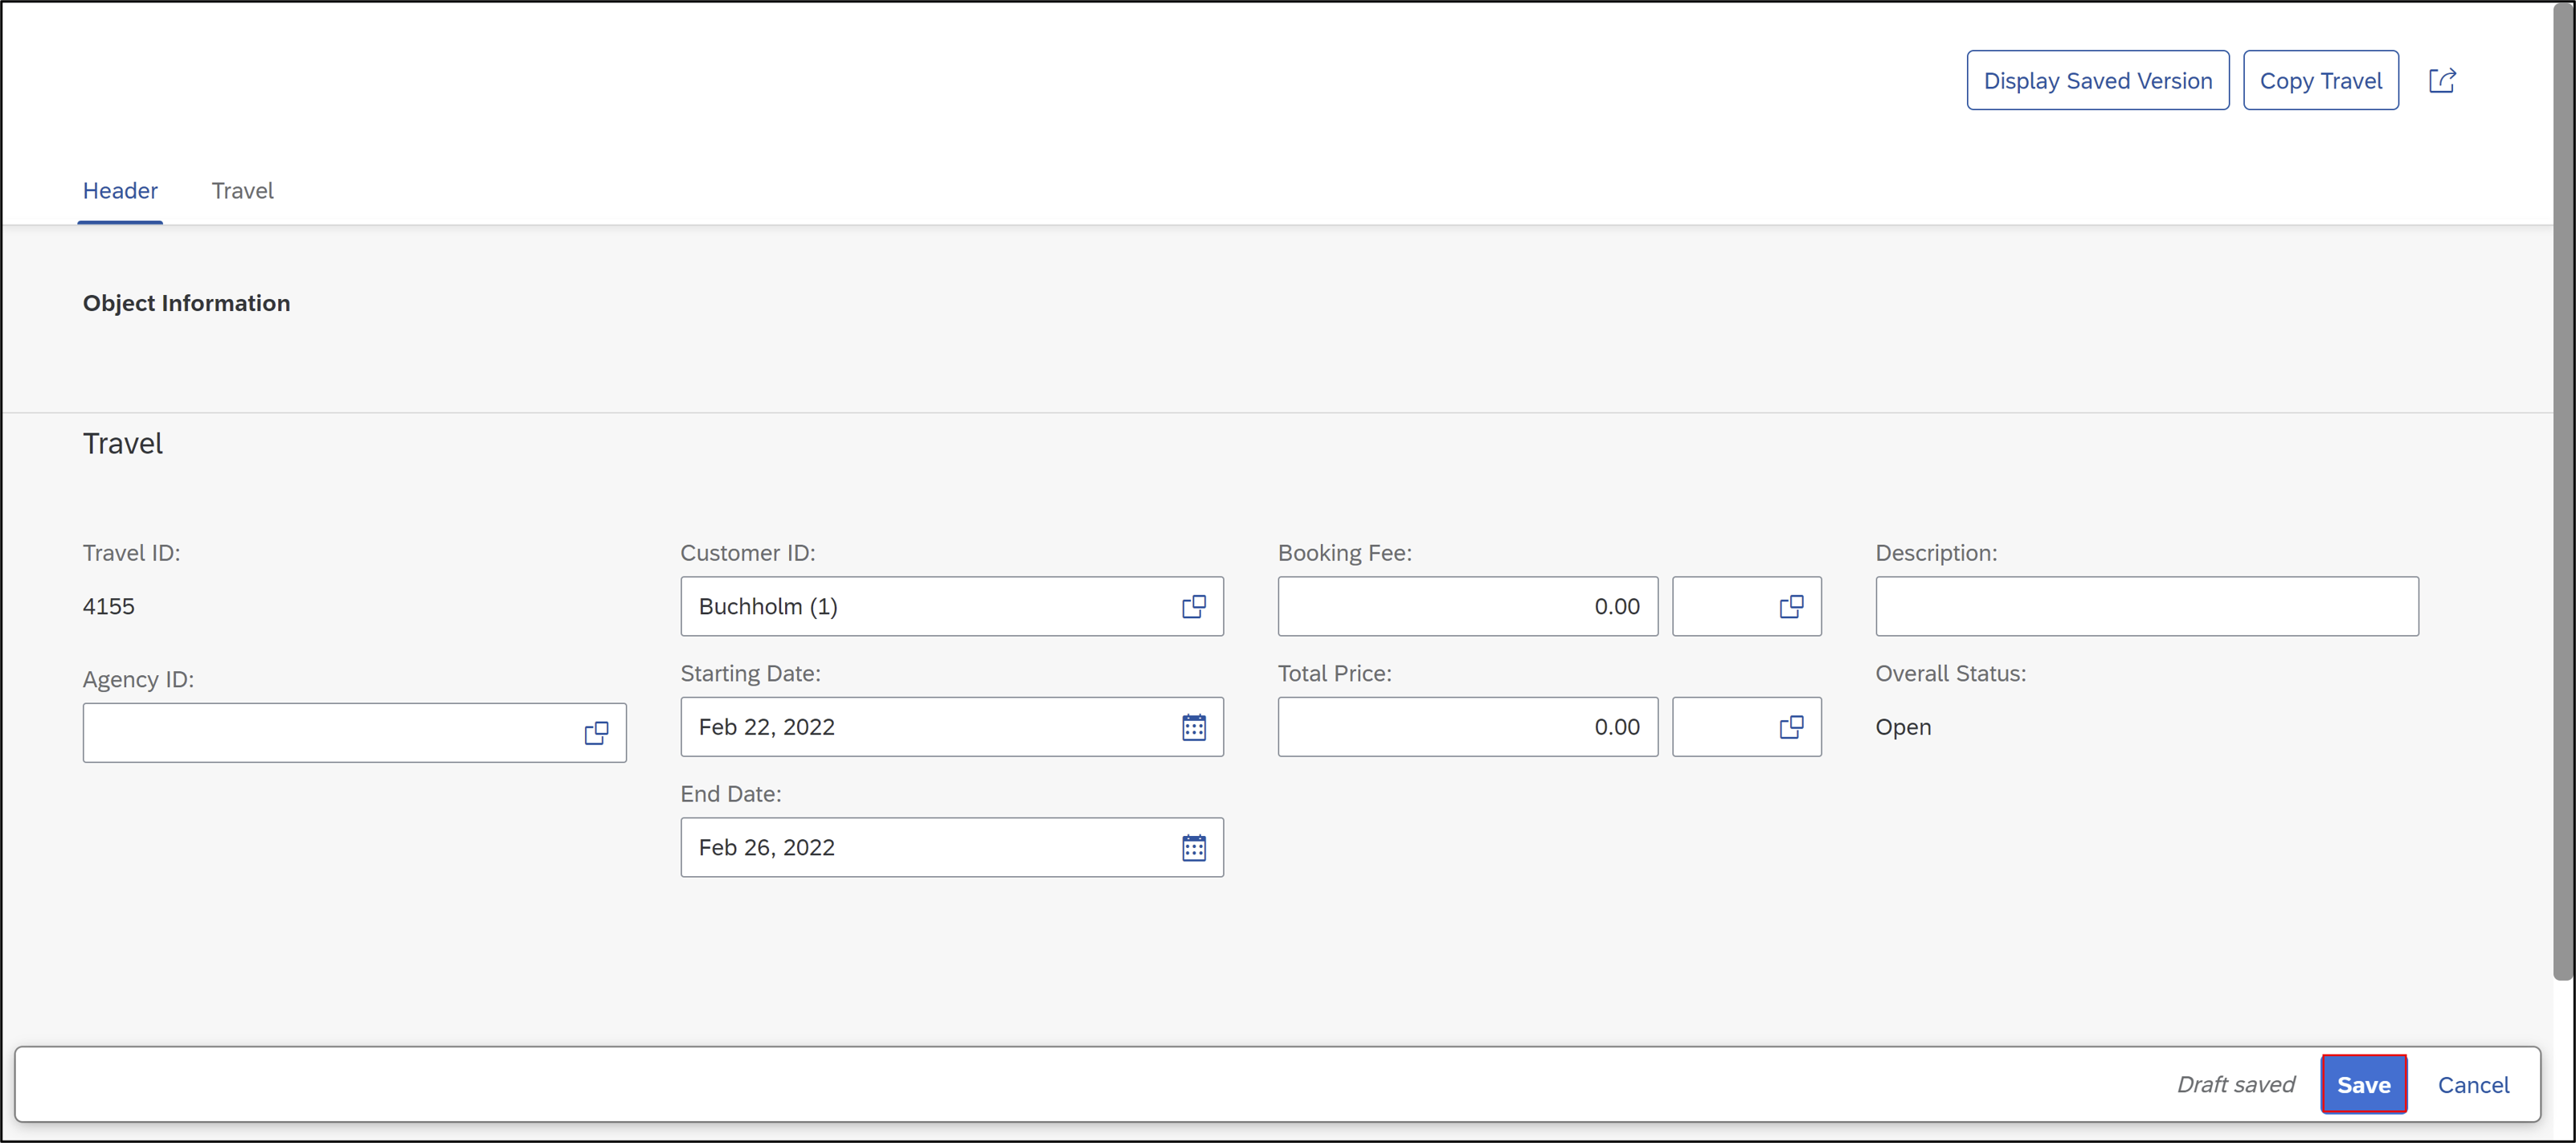 Display Saved Version Copy Travel
Header Travel
Object Information
Travel
Travel ID: Customer ID: Booking Fee: Description:
4155 Buchholm (1) 0.00
Agency ID: Starting Date: Total Price: Overall Status:
Feb 22, 2022 0.00 Open
End Date:
Feb 26, 2022
Draft saved Save Cancel